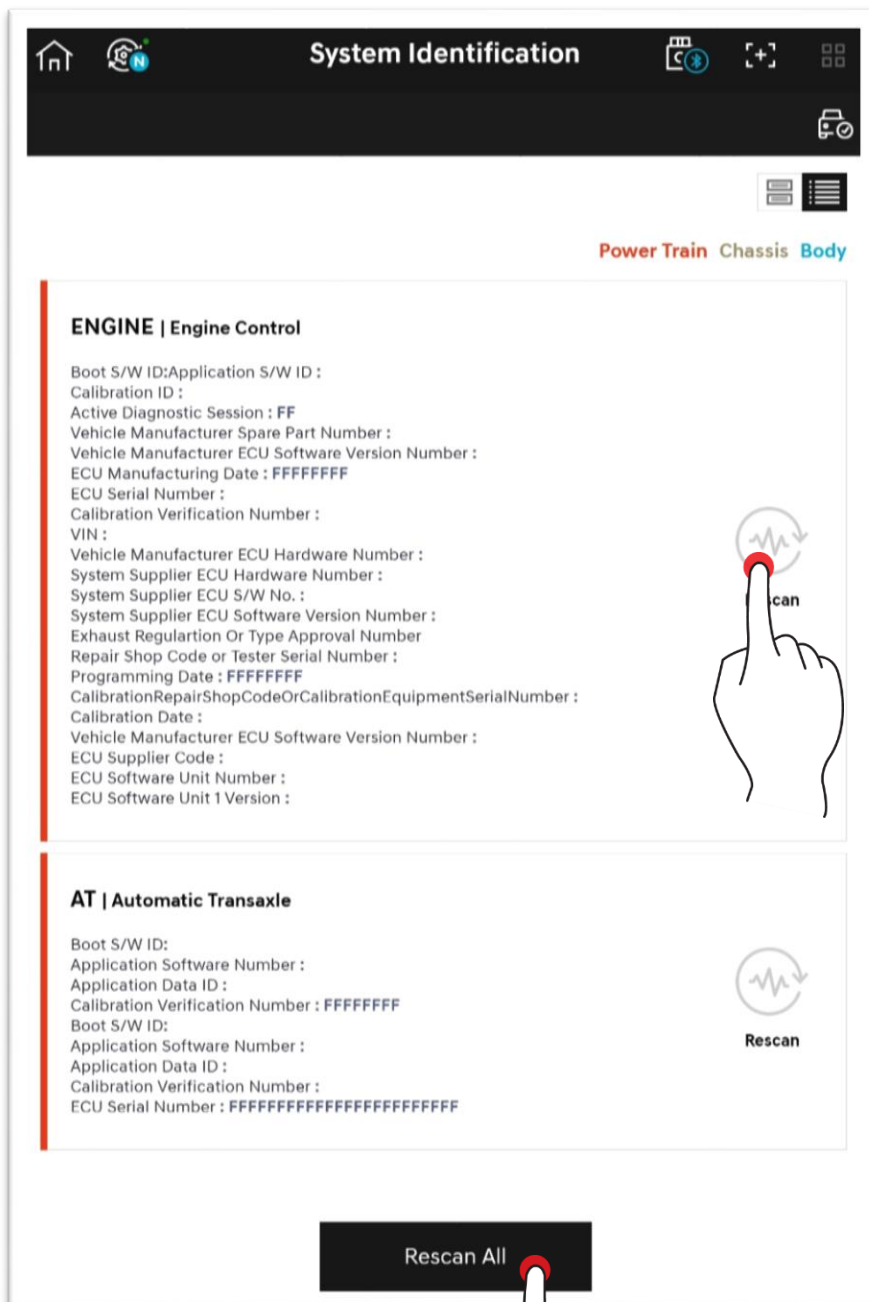 System Identification
N
C
Power Train Chassis Body
ENGINE | Engine Control
Boot S/W ID:Application S/W ID :
Calibration ID :
Active Diagnostic Session : FF
Vehicle Manufacturer Spare Part Number :
Vehicle Manufacturer ECU Software Version Number :
ECU Manufacturing Date : FFFFFFFF
ECU Serial Number :
Calibration Verification Number :
VIN :
Vehicle Manufacturer ECU Hardware Number :
System Supplier ECU Hardware Number :
System Supplier ECU S/W No. :
System Supplier ECU Software Version Number :
Exhaust Regulartion Or Type Approval Number
Repair Shop Code or Tester Serial Number :
Programming Date : FFFFFFFF
CalibrationRepairShopCodeOrCalibrationEquipmentSerialNumber :
Calibration Date :
Vehicle Manufacturer ECU Software Version Number :
ECU Supplier Code :
ECU Software Unit Number :
ECU Software Unit 1 Version :
AT | Automatic Transaxle
Boot S/W ID:
Application Software Number :
Application Data ID :
Calibration Verification Number : FFFFFFFF
Boot S/W ID:
Application Software Number :
Application Data ID :
Calibration Verification Number :
ECU Serial Number : FFFFFFFFFFFFFFFFFFFFFFFF
Rescan
Rescan All